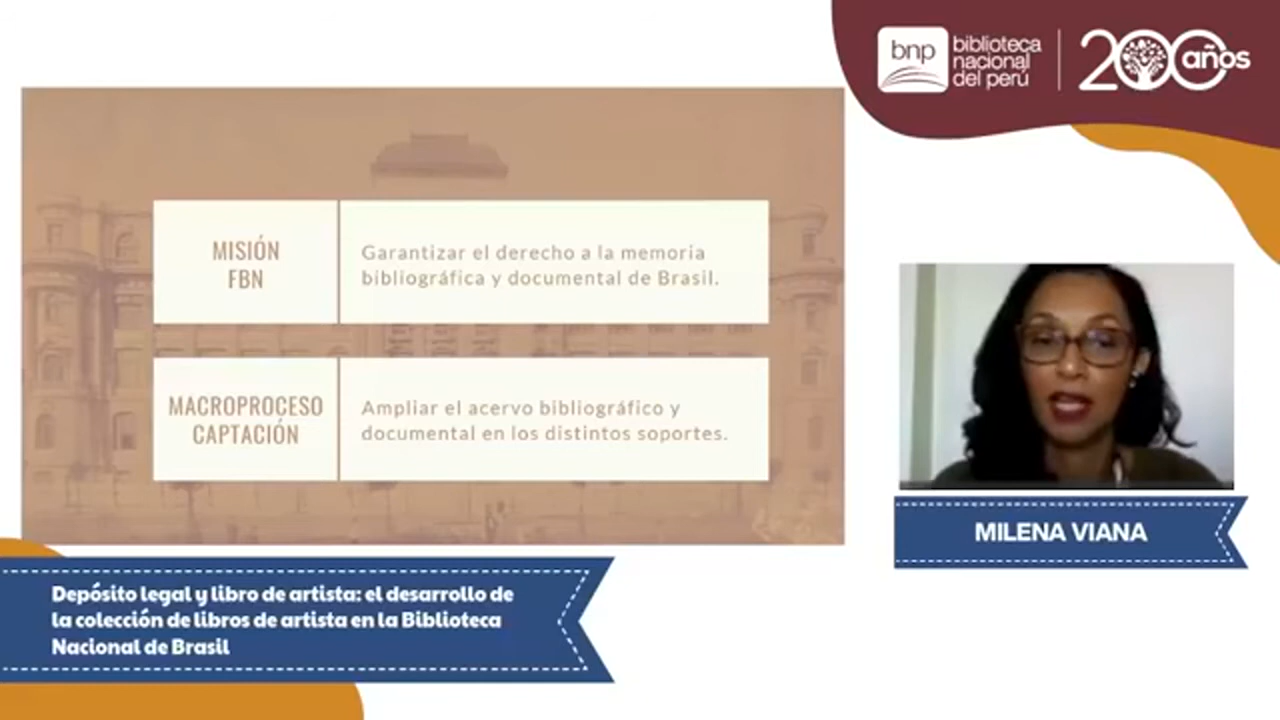 bnp
biblioteca
nacional
del perú
200 años
MISIÓN
FBN
Garantizar el derecho a la memoria
bibliográfica y documental de Brasil.
MACROPROCESO
CAPTACIÓN
Ampliar el acervo bibliográfico y
documental en los distintos soportes.
MILENA VIANA
Depósito legal y libro de artista: el desarrollo de
la colección de libros de artista en la Biblioteca
Nacional de Brasil